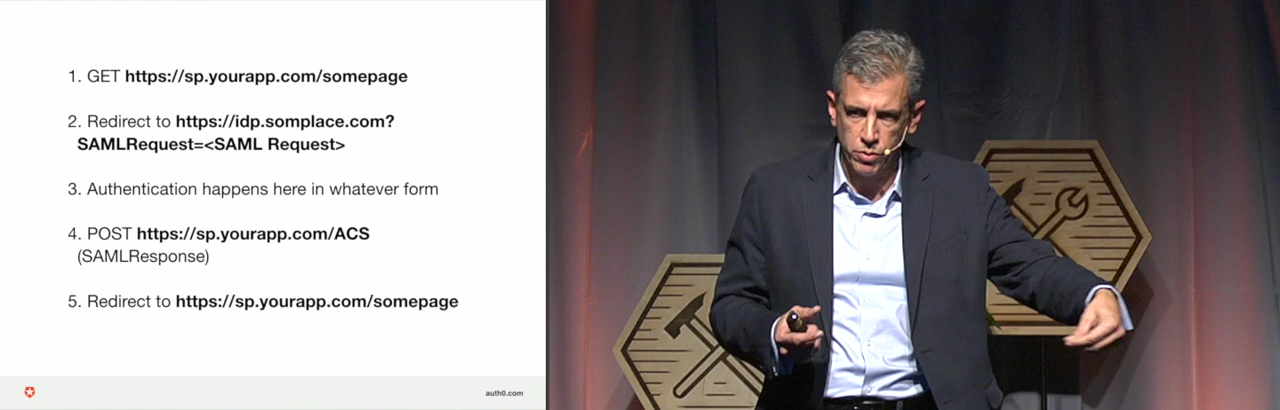 1. GET https://sp.yourapp.com/somepage
2. Redirect to https://idp.somplace.com?
SAMLRequest=<SAML Request>
3. Authentication happens here in whatever form
4. POST https://sp.yourapp.com/ACS
(SAMLResponse)
5. Redirect to https://sp.yourapp.com/somepage
auth0.com